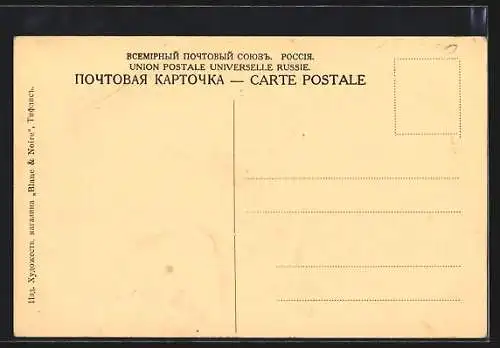 ВСЕМІРНЫЙ ПОЧТОВЫЙ СОЮЗЪ. РОССІЯ.
UNION POSTALE UNIVERSELLE RUSSIE.
ПОЧТОВАЯ КАРТОЧКА — CARTE POSTALE
Изд. Художеств. магазина „Blanc & Noire", Тифлисъ.